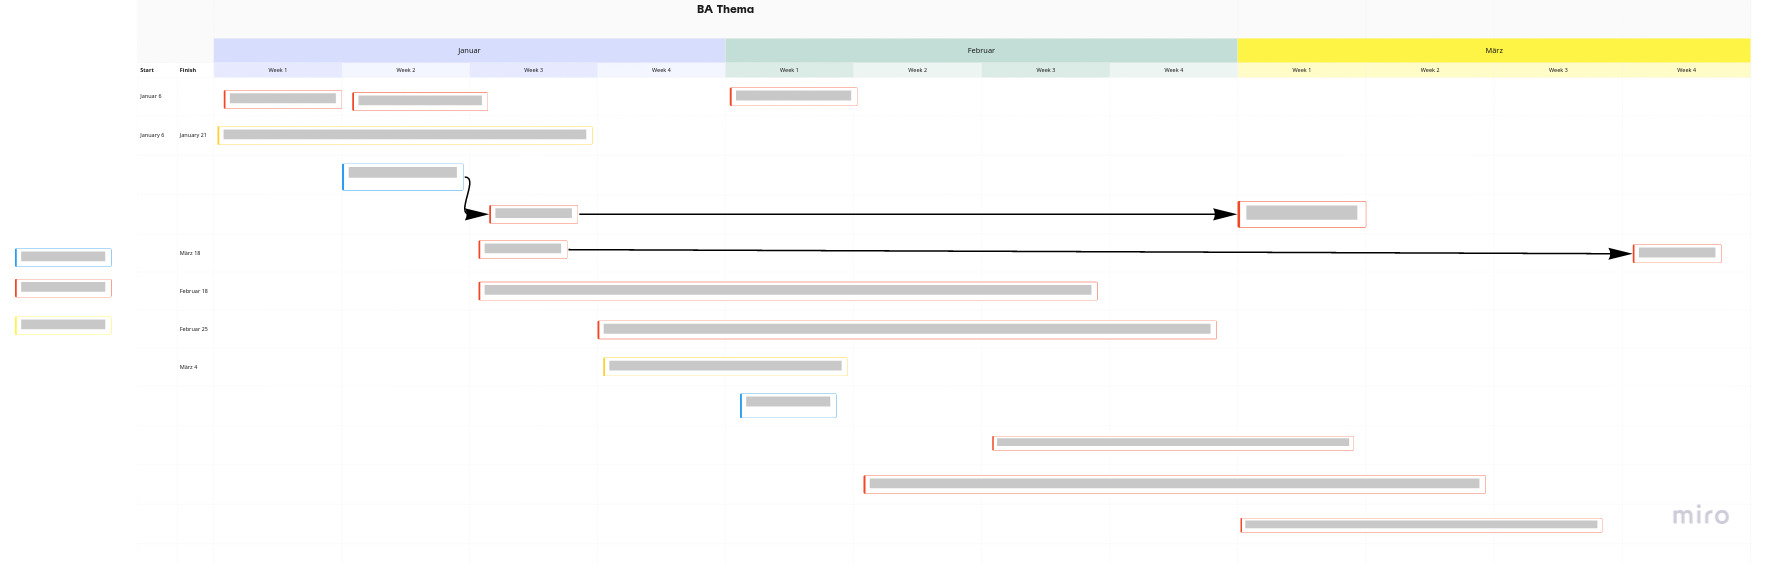 BA Thema
Januar Februar März
Start Finish Week 1 Week 2 Week 3 Week 4 Week 1 Week 2 Week 3 Week 4 Week 1 Week 2 Week 3 Week 4
Januar 6
January 6 January 21
März 18
Februar 18
Februar 25
März 4
miro